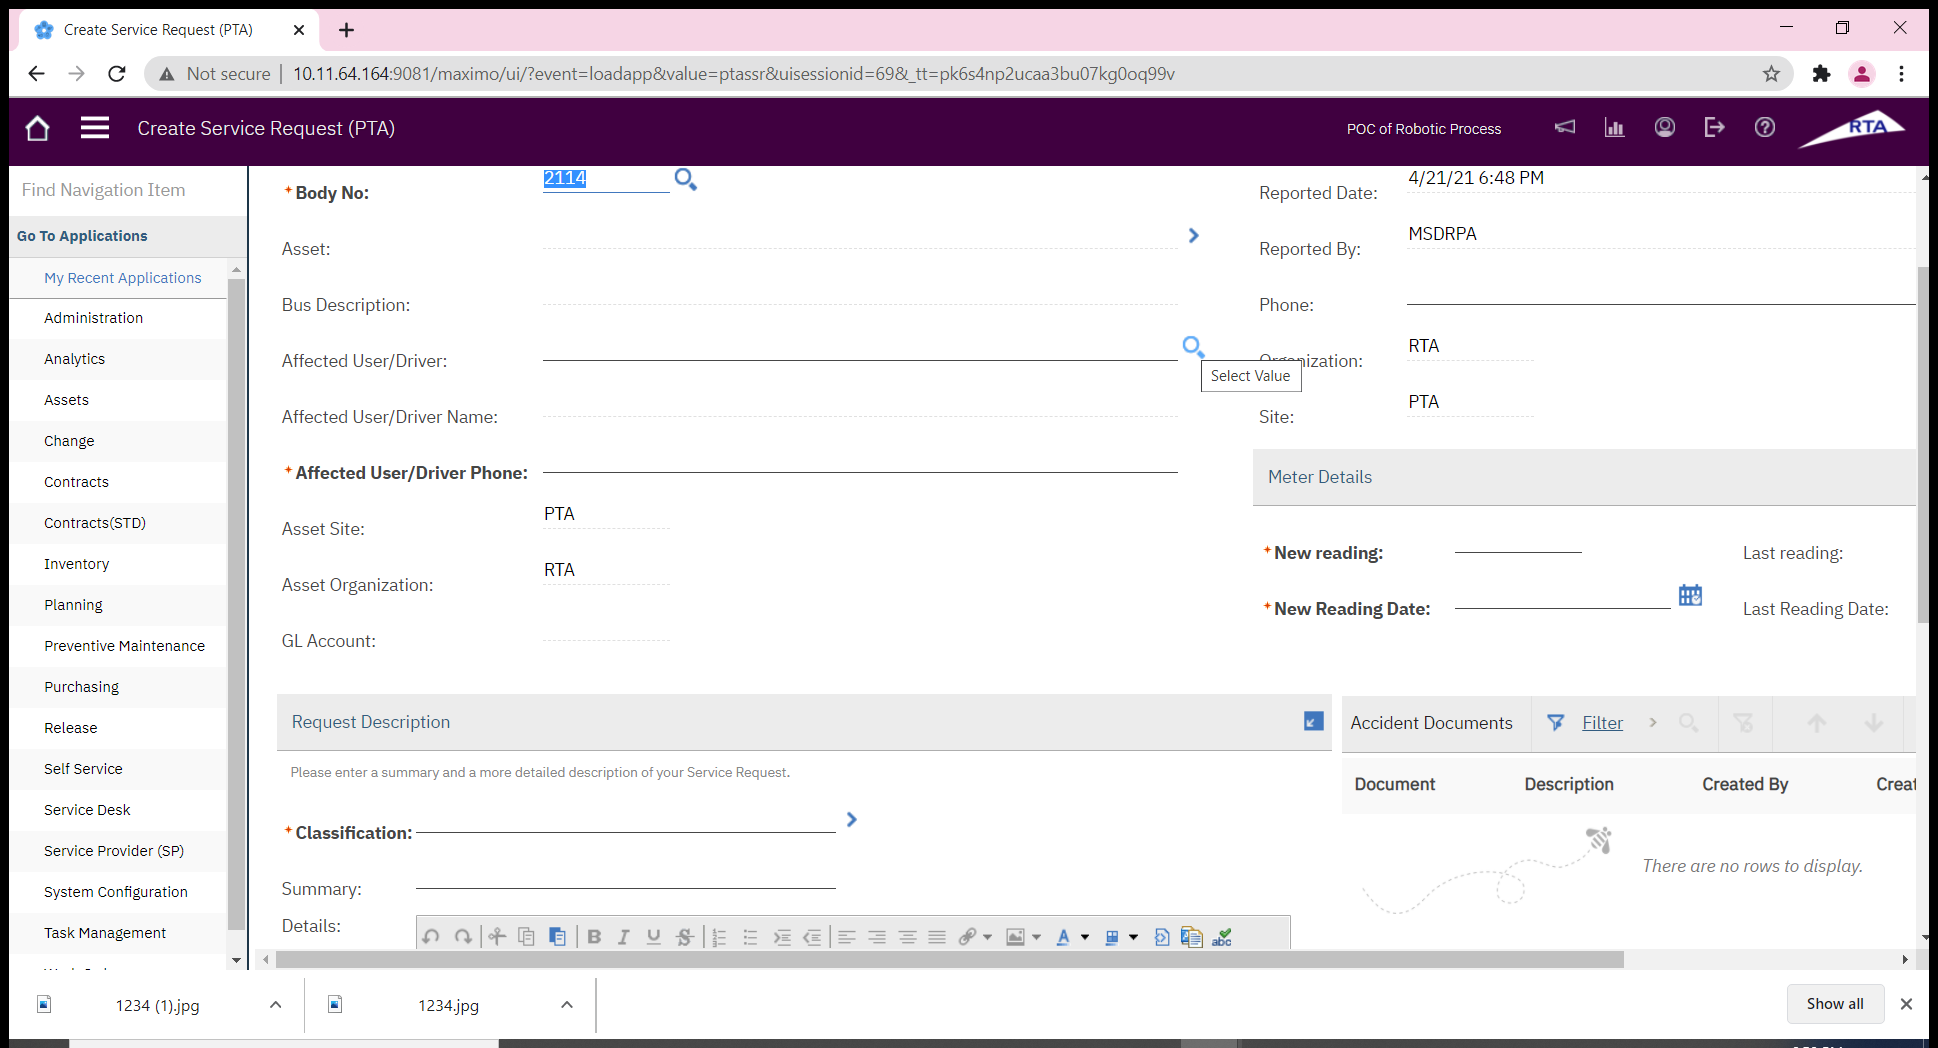 Create Service Request (PTA)
Not secure | 10.11.64.164:9081/maximo/ui/?event=loadapp&value=ptassr&uisessionid=69&_tt=pk6s4np2ucaa3bu07kg0oq99v
Create Service Request (PTA)
POC of Robotic Process
RTA
Find Navigation Item
Go To Applications
My Recent Applications
Administration
Analytics
Assets
Change
Contracts
Contracts(STD)
Inventory
Planning
Preventive Maintenance
Purchasing
Release
Self Service
Service Desk
Service Provider (SP)
System Configuration
Task Management
* Body No: 2114
Asset:
Bus Description:
Affected User/Driver:
Select Value
Affected User/Driver Name:
* Affected User/Driver Phone:
Asset Site: PTA
Asset Organization: RTA
GL Account:
Reported Date: 4/21/21 6:48 PM
Reported By: MSDRPA
Phone:
Organization: RTA
Site: PTA
Meter Details
* New reading:
Last reading:
* New Reading Date:
Last Reading Date:
Request Description
Please enter a summary and a more detailed description of your Service Request.
* Classification:
Summary:
Details:
Accident Documents
Filter
Document Description Created By Creat
There are no rows to display.
1234 (1).jpg
1234.jpg
Show all